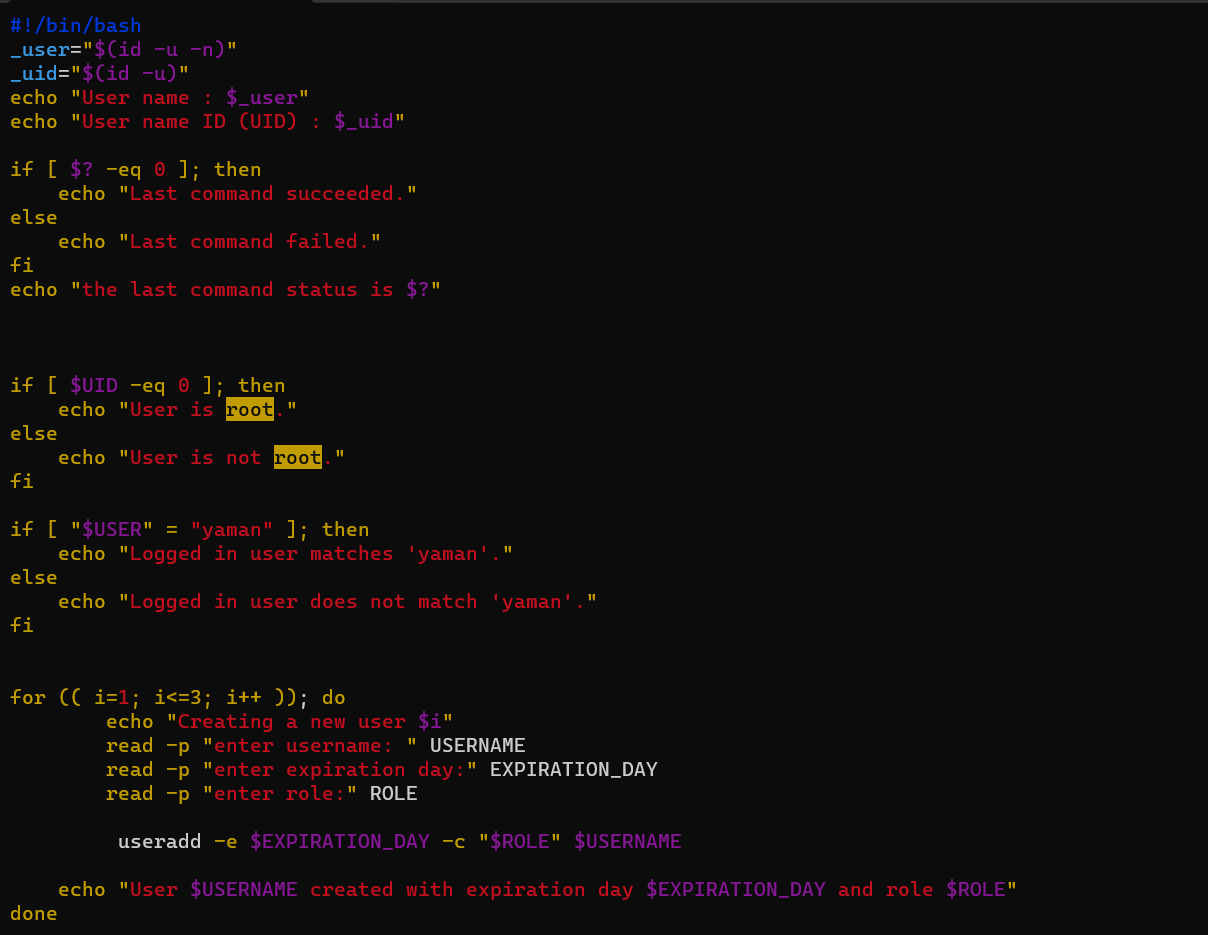 #!/bin/bash
_user="$(id -u -n)"
_uid="$(id -u)"
echo "User name : $_user"
echo "User name ID (UID) : $_uid"
if [ $? -eq 0 ]; then
    echo "Last command succeeded."
else
    echo "Last command failed."
fi
echo "the last command status is $?"
if [ $UID -eq 0 ]; then
    echo "User is root."
else
    echo "User is not root."
fi
if [ "$USER" = "yaman" ]; then
    echo "Logged in user matches 'yaman'."
else
    echo "Logged in user does not match 'yaman'."
fi
for (( i=1; i<=3; i++ )); do
        echo "Creating a new user $i"
        read -p "enter username: " USERNAME
        read -p "enter expiration day:" EXPIRATION_DAY
        read -p "enter role:" ROLE
         useradd -e $EXPIRATION_DAY -c "$ROLE" $USERNAME
    echo "User $USERNAME created with expiration day $EXPIRATION_DAY and role $ROLE"
done